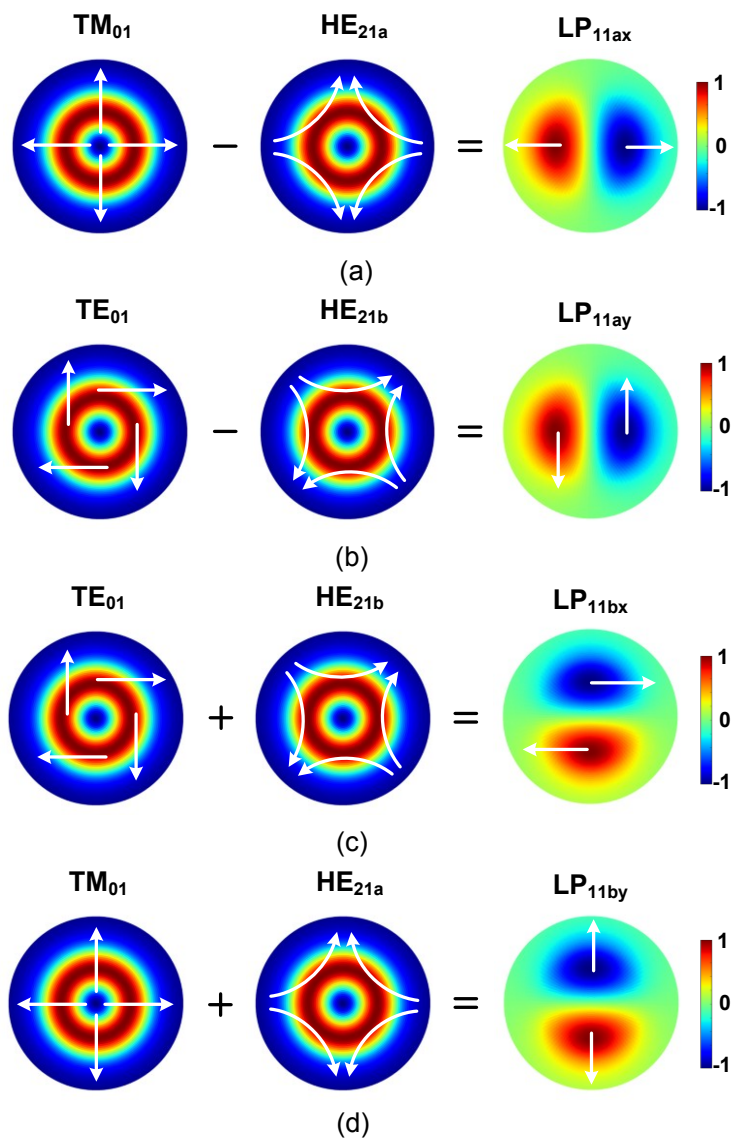 TM01 HE21a LP11ax
− = 1
0
-1
(a)
TE01 HE21b LP11ay
− = 1
0
-1
(b)
TE01 HE21b LP11bx
+ = 1
0
-1
(c)
TM01 HE21a LP11by
+ = 1
0
-1
(d)